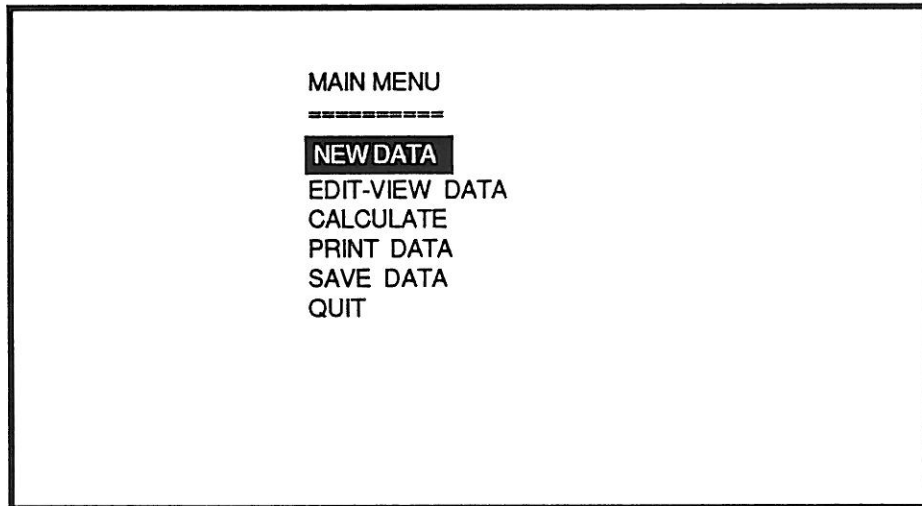 MAIN MENU
==========
NEW DATA
EDIT-VIEW DATA
CALCULATE
PRINT DATA
SAVE DATA
QUIT